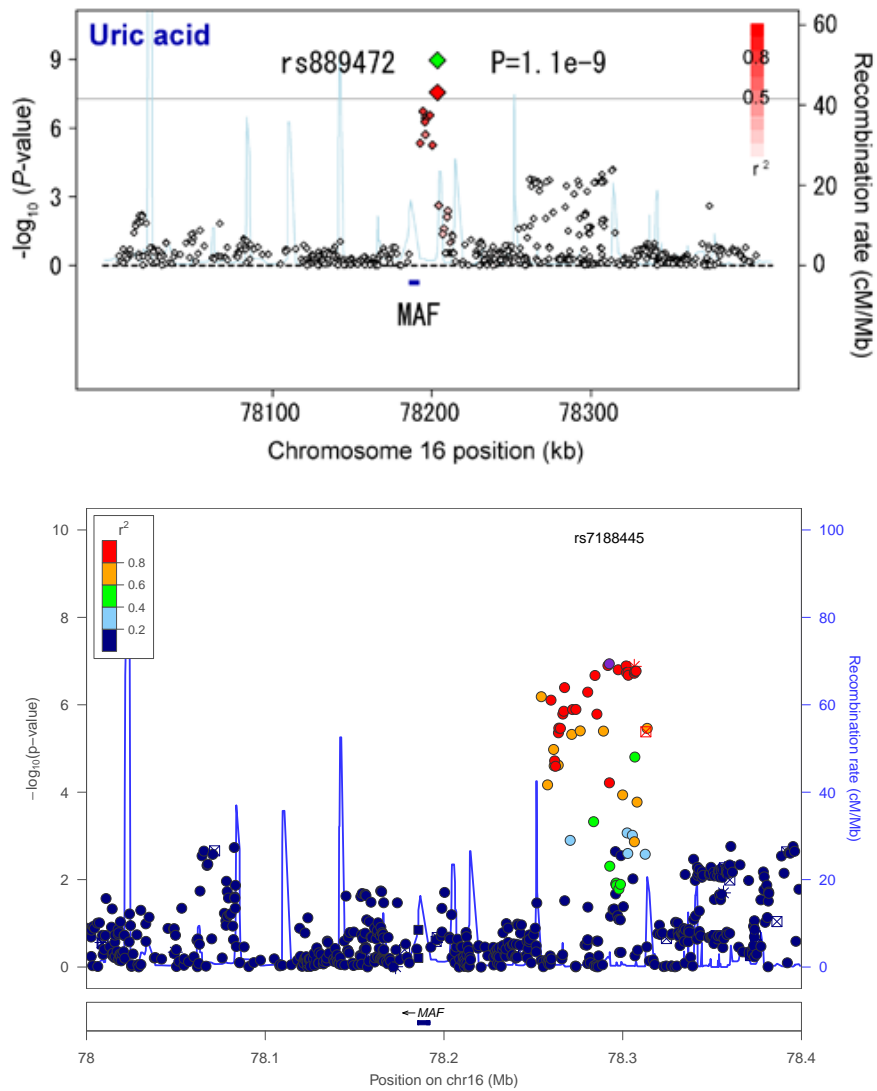 Uric acid
rs889472 P=1.1e-9
0.8
0.5
r²
9
6
3
0
-log₁₀ (P-value)
60
40
20
0
Recombination rate (cM/Mb)
MAF
78100 78200 78300
Chromosome 16 position (kb)
r²
0.8
0.6
0.4
0.2
rs7188445
10
8
6
4
2
0
−log₁₀(p−value)
100
80
60
40
20
0
Recombination rate (cM/Mb)
←MAF
78 78.1 78.2 78.3 78.4
Position on chr16 (Mb)